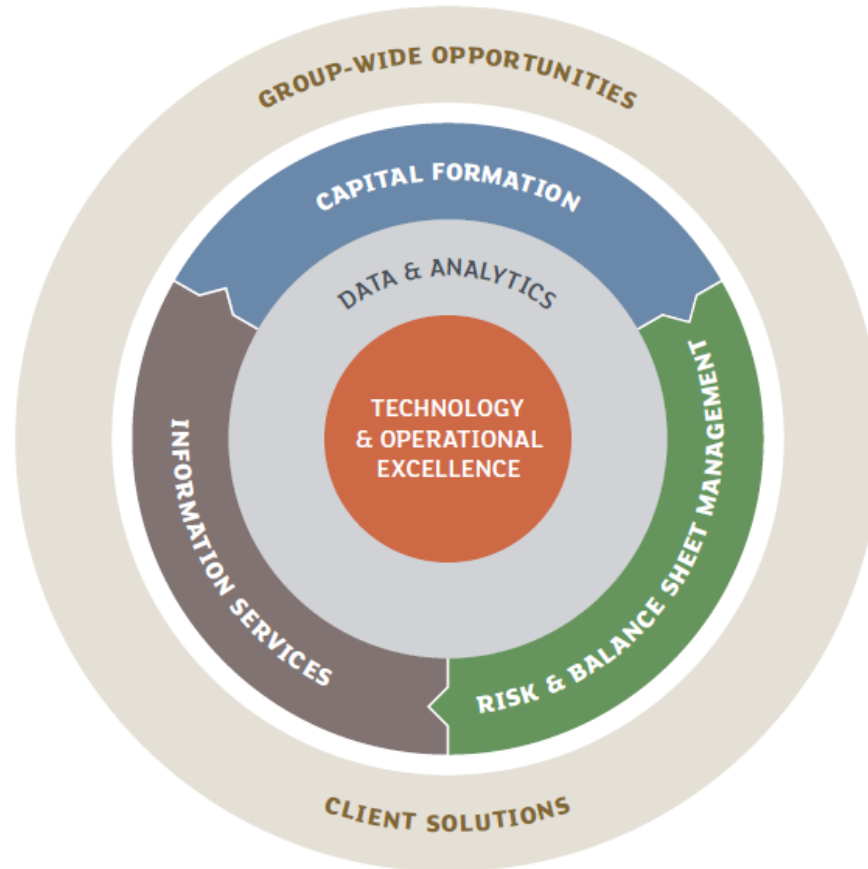 GROUP-WIDE OPPORTUNITIES
CAPITAL FORMATION
DATA & ANALYTICS
TECHNOLOGY
& OPERATIONAL
EXCELLENCE
INFORMATION SERVICES
RISK & BALANCE SHEET MANAGEMENT
CLIENT SOLUTIONS